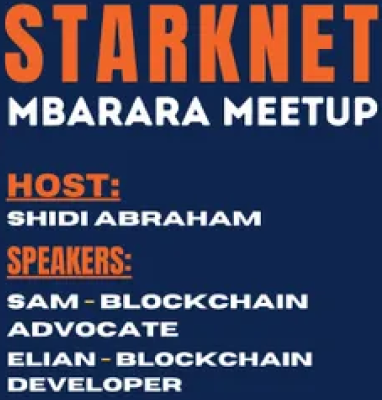 STARKNET
MBARARA MEETUP
HOST:
SHIDI ABRAHAM
SPEAKERS:
SAM - BLOCKCHAIN
ADVOCATE
ELIAN - BLOCKCHAIN
DEVELOPER